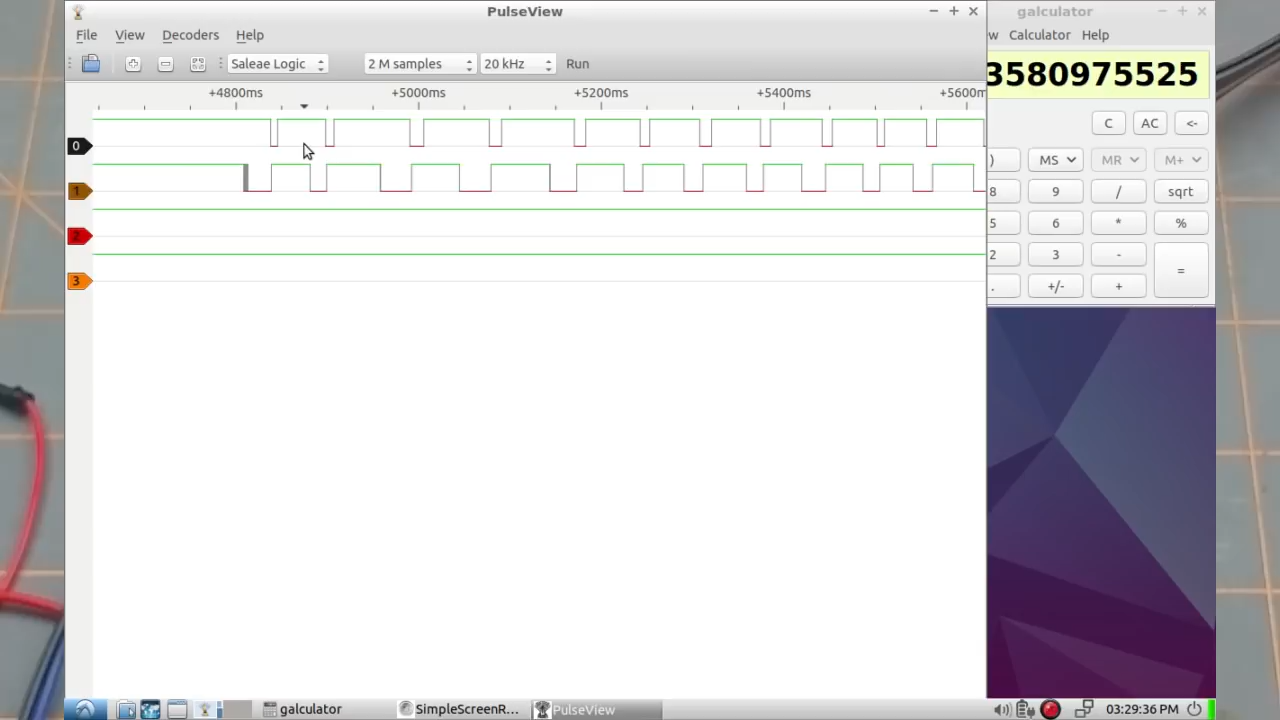 PulseView
galculator
File View Decoders Help
w Calculator Help
Saleae Logic
2 M samples
20 kHz
Run
3580975525
+4800ms +5000ms +5200ms +5400ms +5600m
C AC <-
0
) MS MR M+
1
8 9 / sqrt
2
5 6 * %
2 3 - =
3
. +/- +
galculator
SimpleScreenR...
PulseView
03:29:36 PM